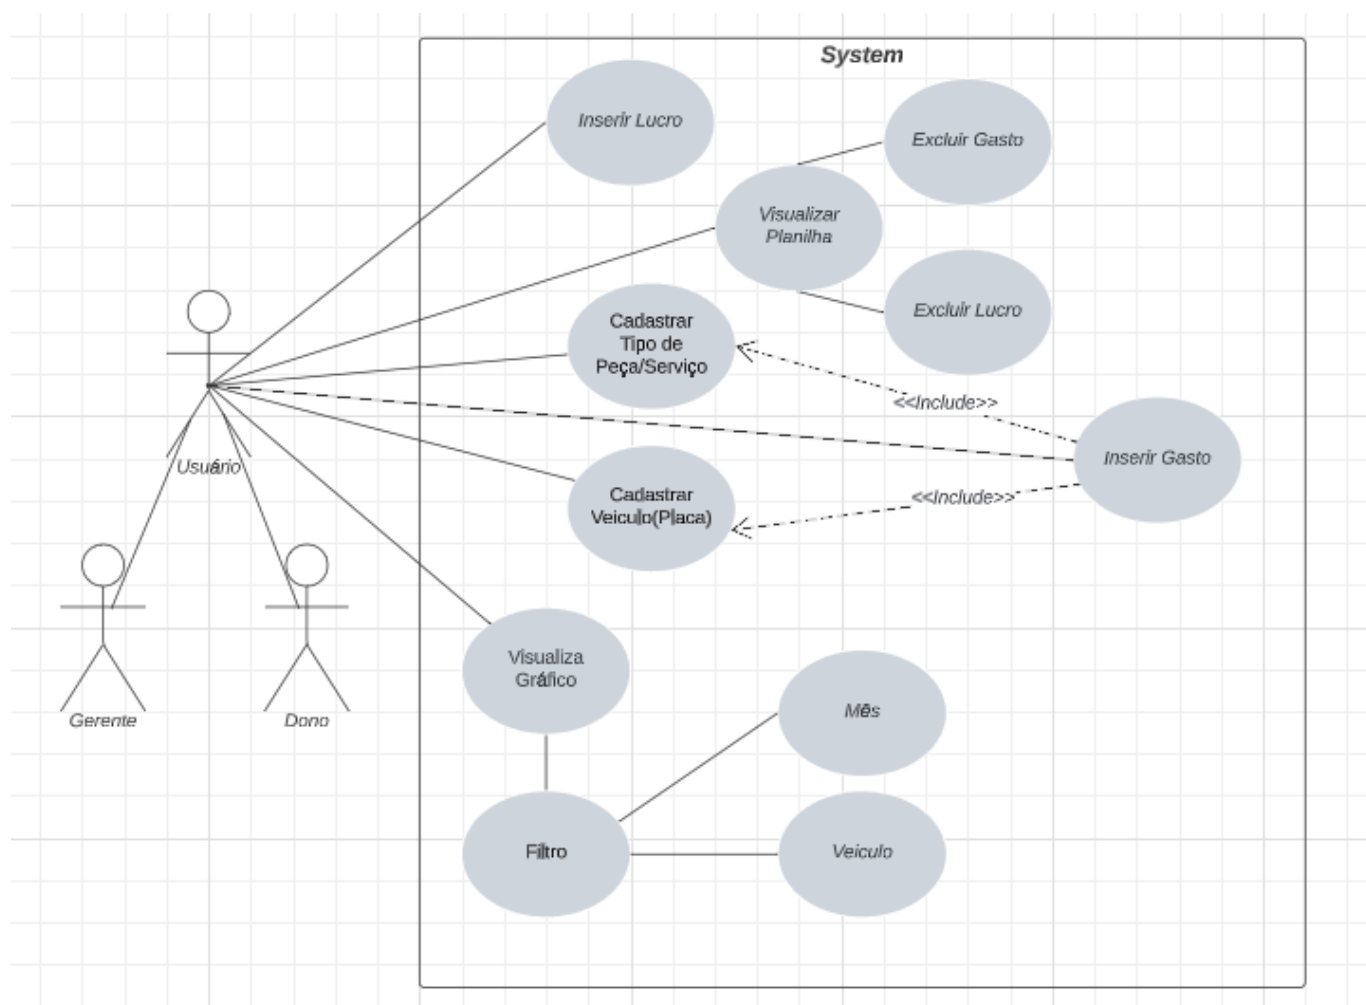 System
Inserir Lucro
Excluir Gasto
Visualizar
Planilha
Excluir Lucro
Cadastrar
Tipo de
Peça/Serviço
<<Include>>
Inserir Gasto
Usuário
Cadastrar
Veiculo(Placa)
<<Include>>
Visualiza
Gráfico
Gerente
Dono
Mês
Filtro
Veiculo